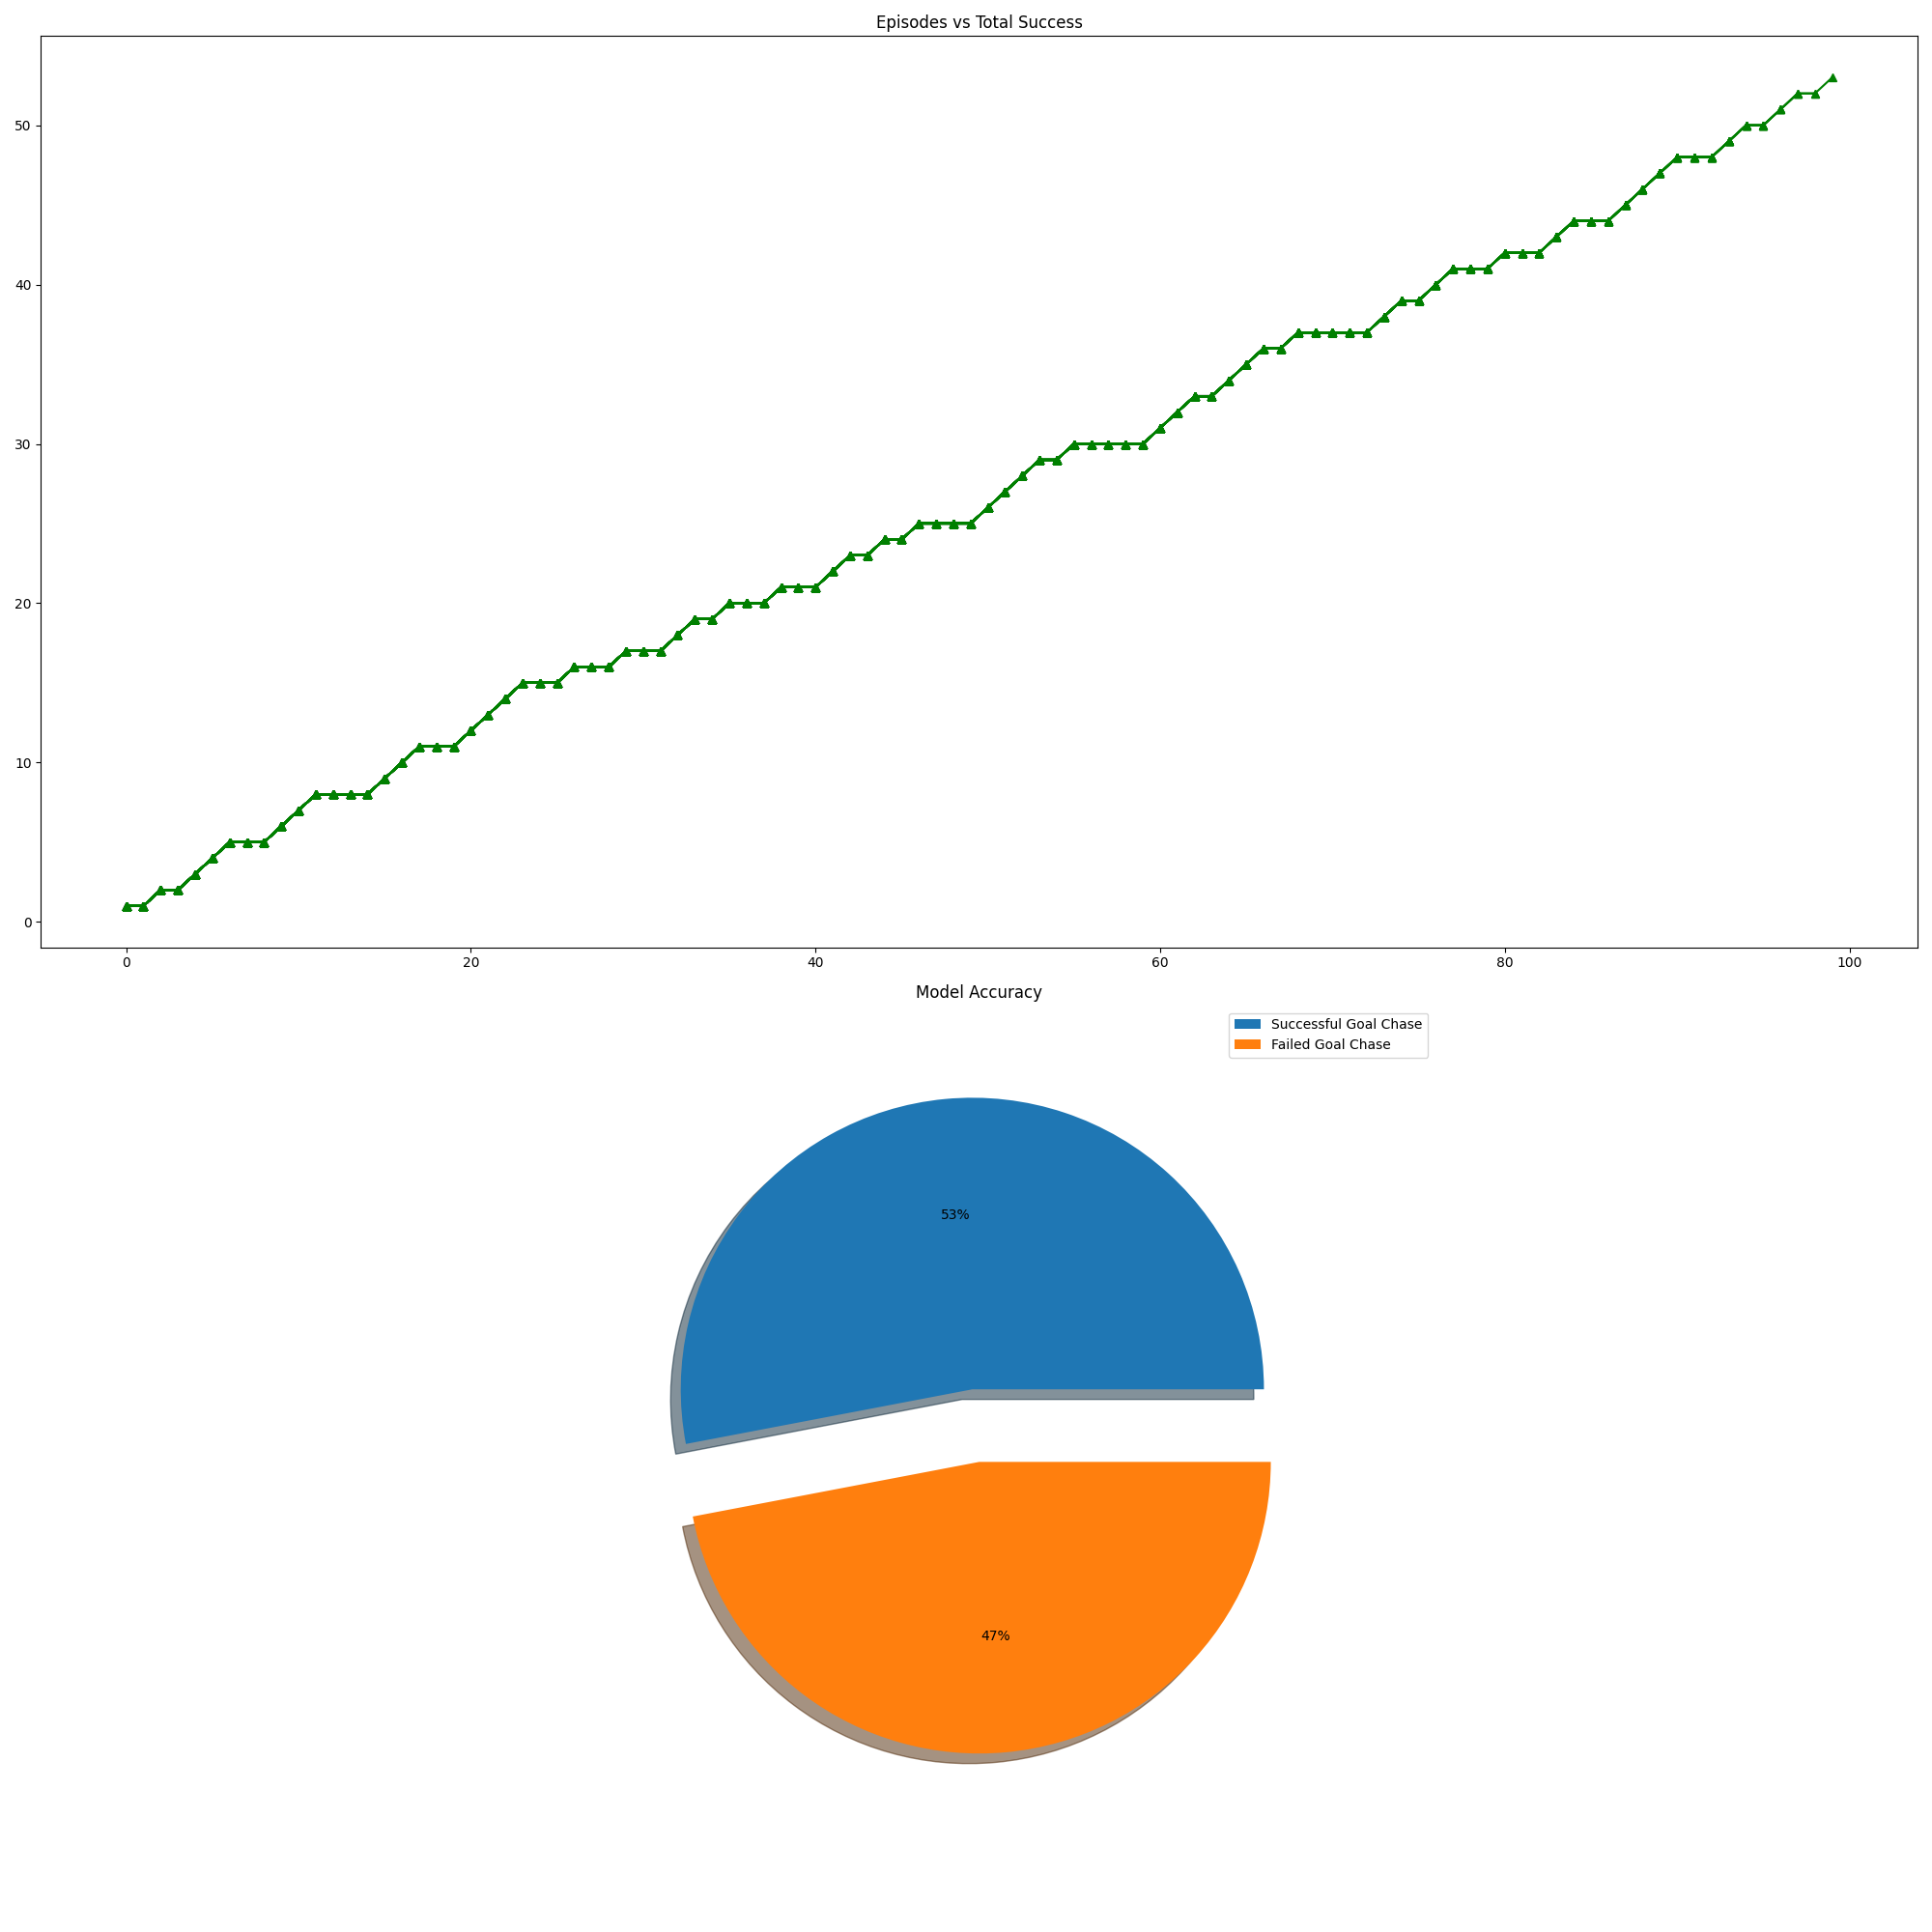 Episodes vs Total Success
50
40
30
20
10
0
0 20 40 60 80 100
Model Accuracy
Successful Goal Chase
Failed Goal Chase
53%
47%